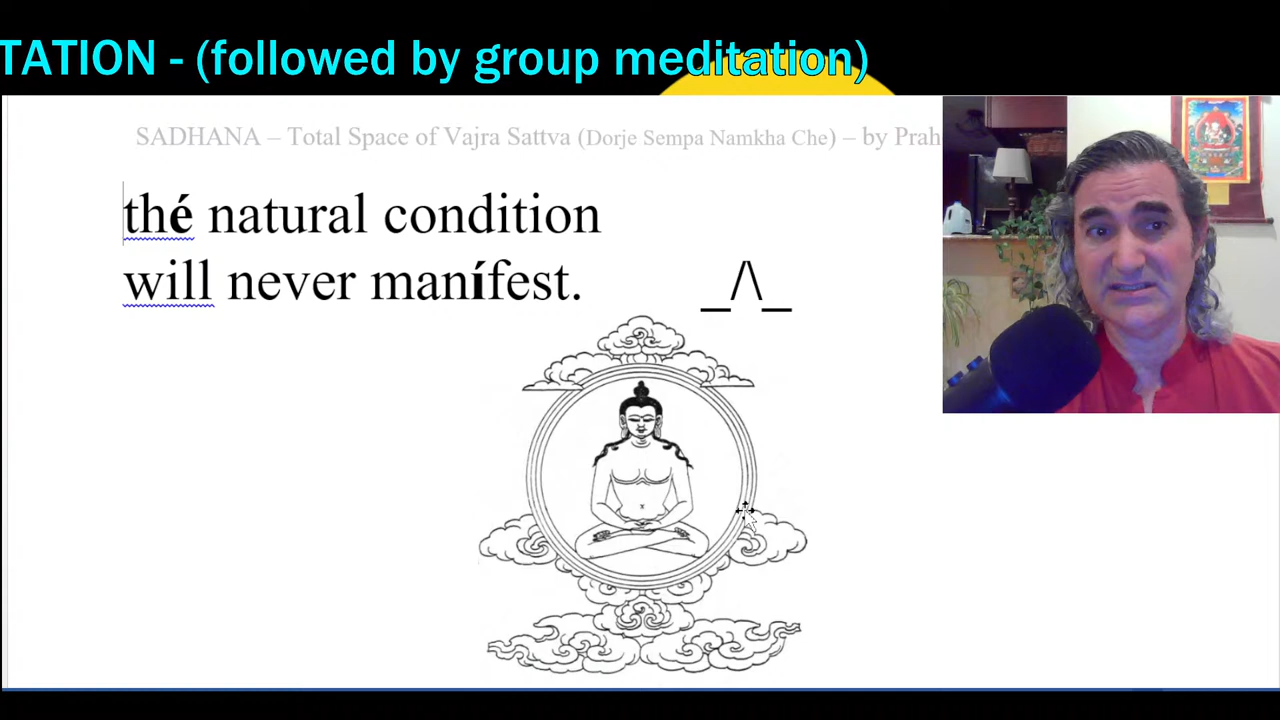 TATION - (followed by group meditation)
SADHANA – Total Space of Vajra Sattva (Dorje Sempa Namkha Che) – by Prah
thé natural condition
will never manífest. _/\_